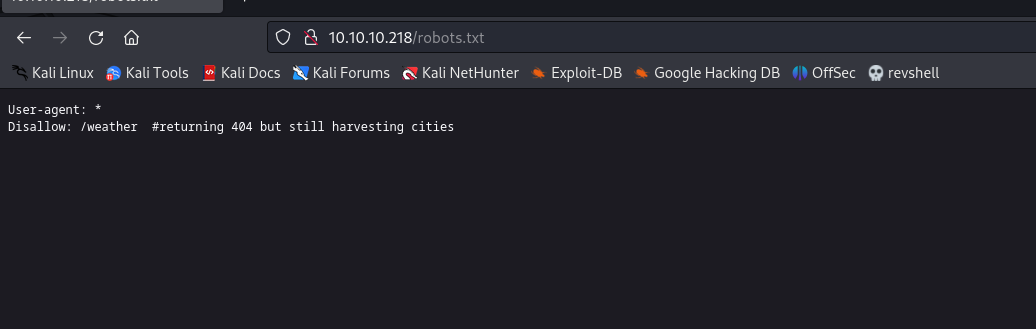 10.10.10.218/robots.txt
Kali Linux Kali Tools Kali Docs Kali Forums Kali NetHunter Exploit-DB Google Hacking DB OffSec revshell
User-agent: *
Disallow: /weather  #returning 404 but still harvesting cities